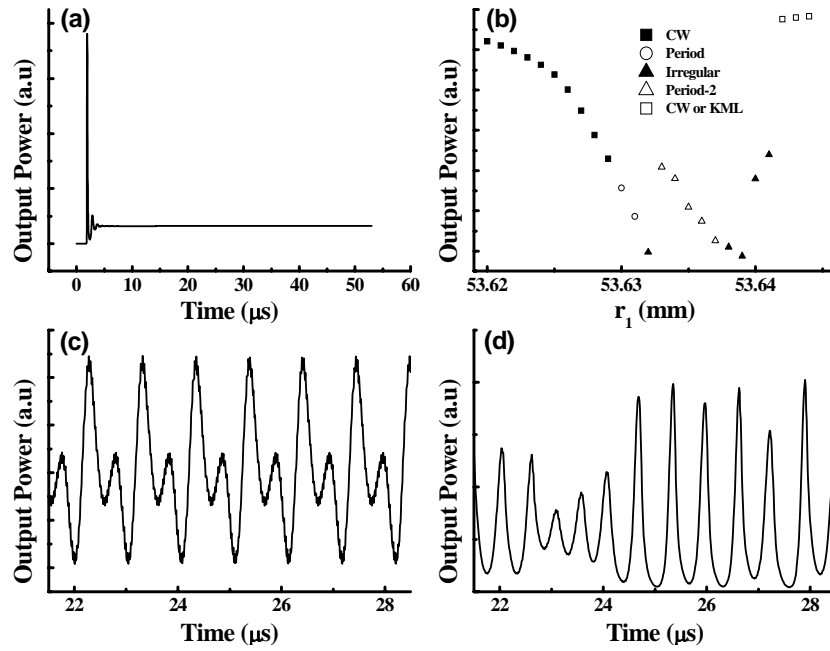 (a)
Output Power (a.u)
0 10 20 30 40 50 60
Time (μs)
(b)
CW
Period
Irregular
Period-2
CW or KML
Output Power (a.u)
53.62 53.63 53.64
r1 (mm)
(c)
Output Power (a.u)
22 24 26 28
Time (μs)
(d)
Output Power (a.u)
22 24 26 28
Time (μs)